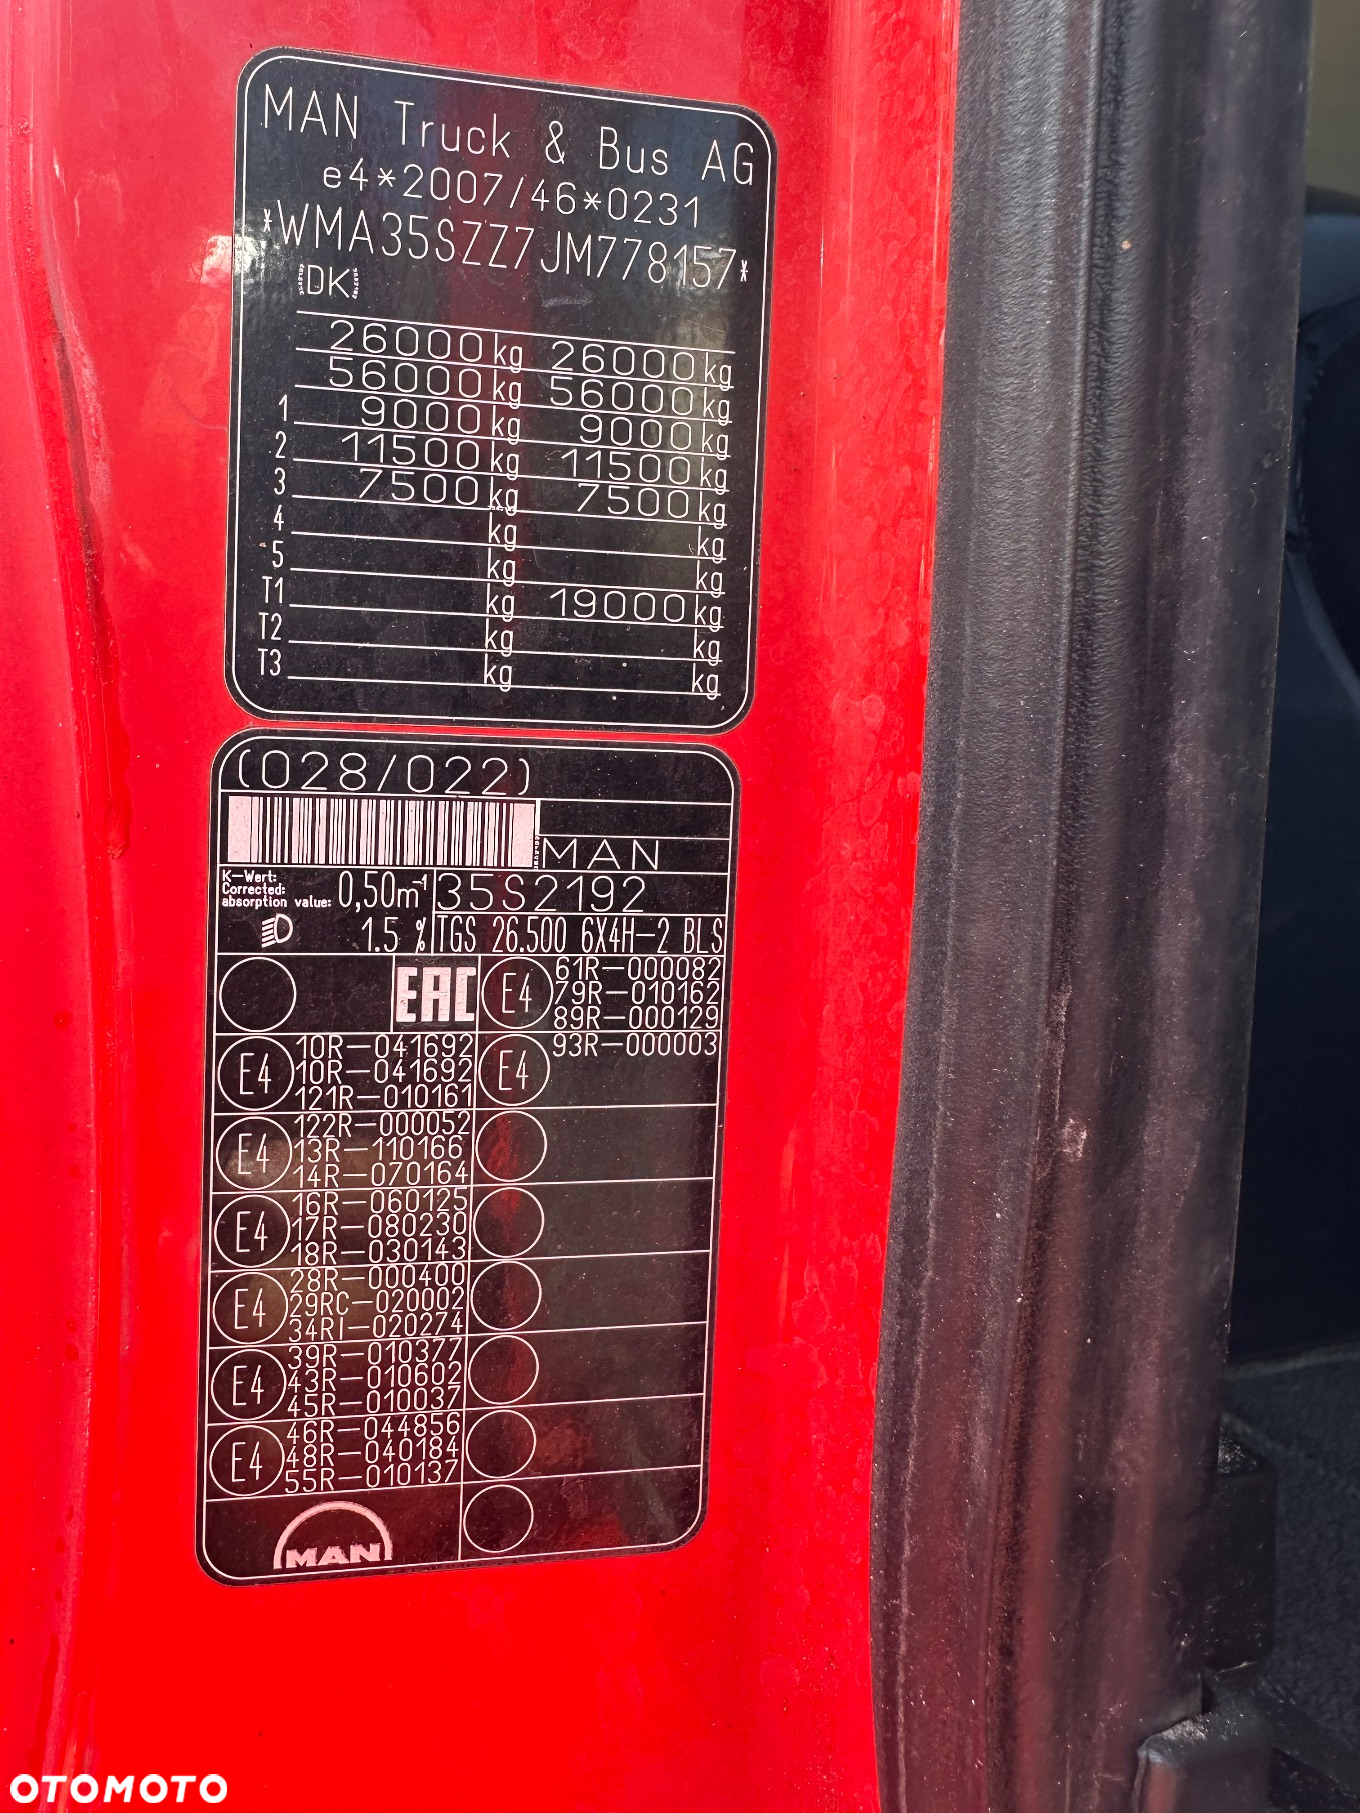 MAN Truck & Bus AG
e4*2007/46*0231
*WMA35SZZ7JM778157*
DK
26000 kg 26000 kg
56000 kg 56000 kg
1 9000 kg 9000 kg
2 11500 kg 11500 kg
3 7500 kg 7500 kg
4 kg kg
5 kg kg
T1 kg 19000 kg
T2 kg kg
T3 kg kg
(028/022)
MAN
K-Wert:
Corrected:
absorption value: 0,50m⁻¹ 35S2192
1.5 % TGS 26.500 6X4H-2 BLS
EAC E4 61R-000082
79R-010162
89R-000129
E4 93R-000003
E4 10R-041692
10R-041692
121R-010161
E4 122R-000052
13R-110166
14R-070164
E4 16R-060125
17R-080230
18R-030143
E4 28R-000400
29RC-020002
34RI-020274
E4 39R-010377
43R-010602
45R-010037
E4 46R-044856
48R-040184
55R-010137
MAN
OTOMOTO